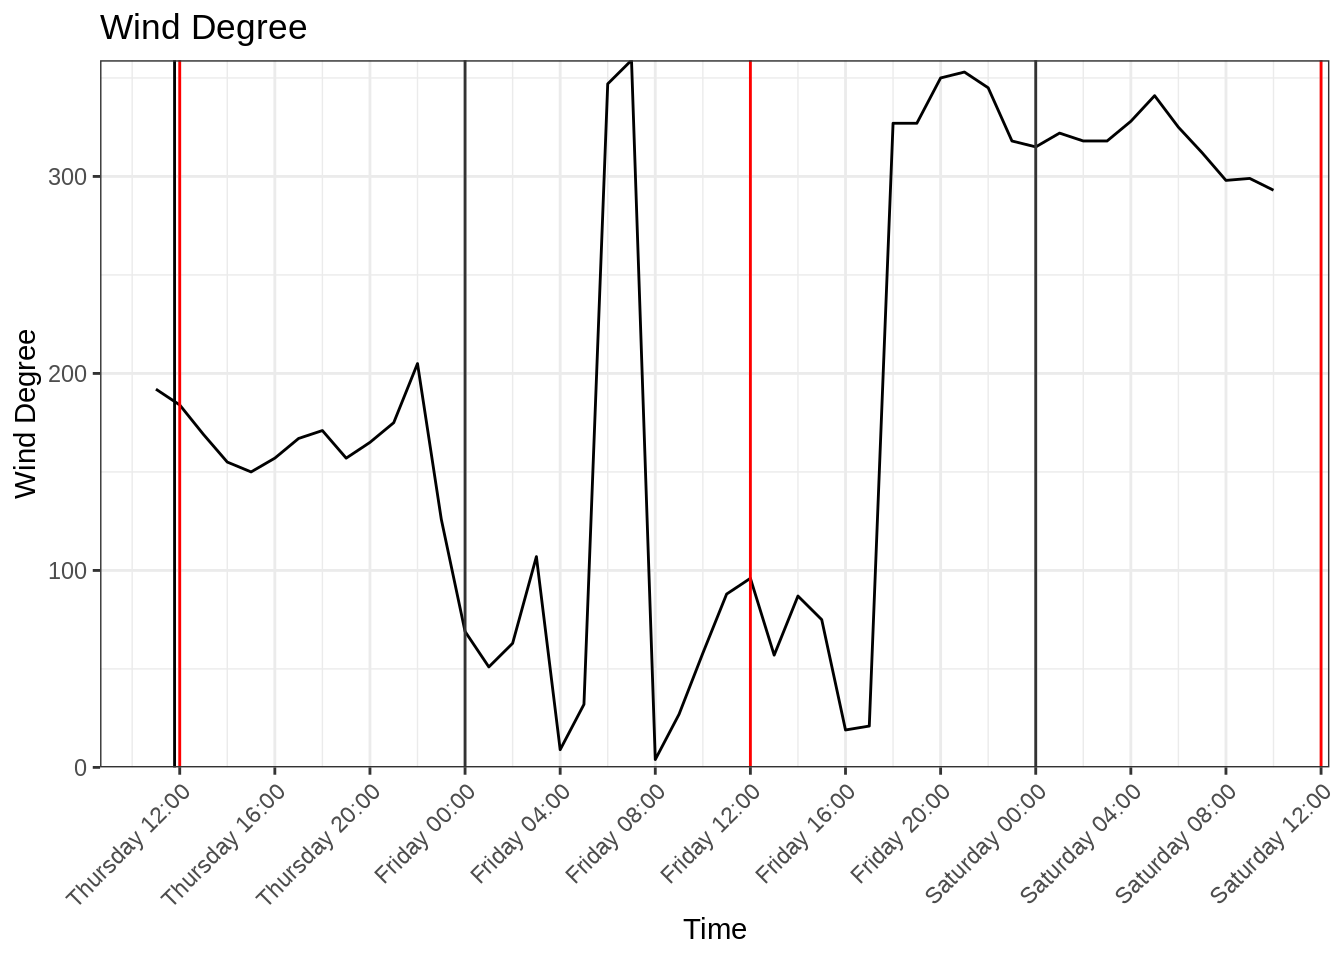 Wind Degree
Wind Degree
300
200
100
0
Thursday 12:00
Thursday 16:00
Thursday 20:00
Friday 00:00
Friday 04:00
Friday 08:00
Friday 12:00
Friday 16:00
Friday 20:00
Saturday 00:00
Saturday 04:00
Saturday 08:00
Saturday 12:00
Time